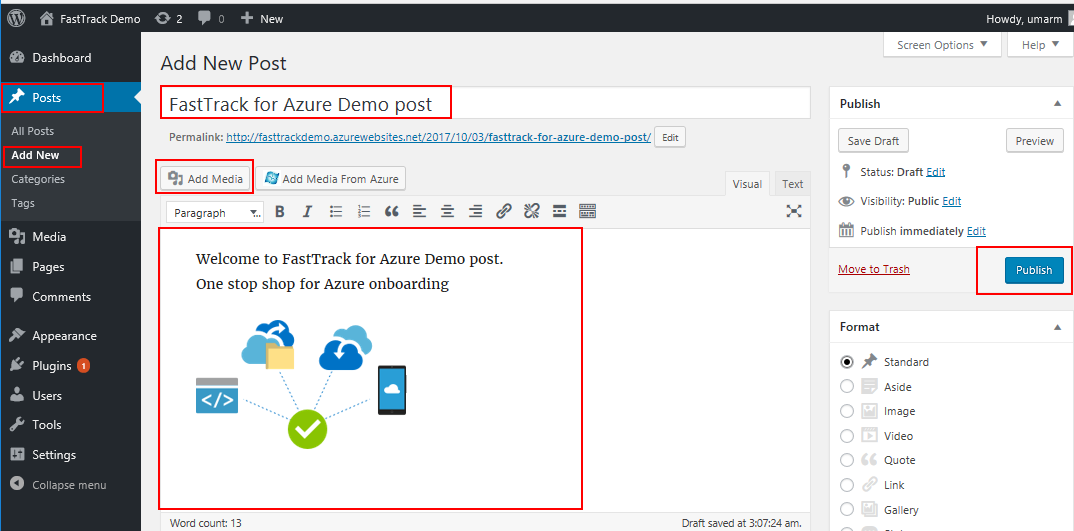 FastTrack Demo 2 0 New Howdy, umarm
Screen Options Help
Dashboard
Posts
All Posts
Add New
Categories
Tags
Media
Pages
Comments
Appearance
Plugins 1
Users
Tools
Settings
Collapse menu
Add New Post
FastTrack for Azure Demo post
Permalink: http://fasttrackdemo.azurewebsites.net/2017/10/03/fasttrack-for-azure-demo-post/ Edit
Add Media Add Media From Azure
Visual Text
Paragraph B I
Welcome to FastTrack for Azure Demo post.
One stop shop for Azure onboarding
</>
Word count: 13 Draft saved at 3:07:24 am.
Publish
Save Draft Preview
Status: Draft Edit
Visibility: Public Edit
Publish immediately Edit
Move to Trash Publish
Format
Standard
Aside
Image
Video
Quote
Link
Gallery